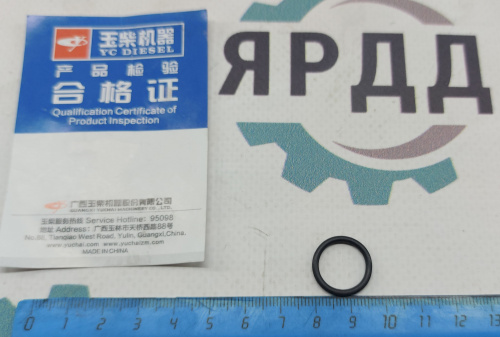 玉柴机器
YC DIESEL
产品检验
合格证
Qualification Certificate of
Product Inspection
广西玉柴机器股份有限公司
玉柴服务热线 Service Hotline: 95098
地 Address: 广西玉林市天桥西路88号
No.88, Tianqiao West Road, Yulin, Guangxi, China.
www.yuchai.com www.yuchaizm.com
MADE IN CHINA
ЯРДД
0 1 2 3 4 5 6 7 8 9 10 11 12 13